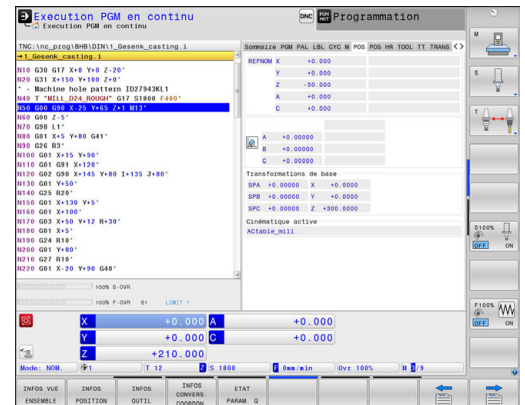 Execution PGM en continu
Execution PGM en continu
DNC
Programmation
TNC:\nc_prog\BHB\DIN\1_Gesenk_casting.i
→1_Gesenk_casting.i
N10 G30 G17 X+0 Y+0 Z-20*
N20 G31 X+150 Y+100 Z+0*
* - Machine hole pattern ID27943KL1
N40 T "MILL_D24_ROUGH" G17 S1800 F400*
N50 G00 G90 X-25 Y+65 Z+1 M13*
N60 G00 Z-5*
N70 G98 L1*
N80 G01 X+5 Y+80 G41*
N90 G26 R3*
N100 G01 X+15 Y+90*
N110 G01 G91 X+120*
N120 G02 G90 X+145 Y+80 I+135 J+80*
N130 G01 Y+50*
N140 G25 R20*
N150 G01 X+130 Y+5*
N160 G01 X+100*
N170 G03 X+50 Y+12 R+30*
N180 G01 X+5*
N190 G24 R10*
N200 G01 Y+80*
N210 G27 R10*
N220 G01 X-20 Y+90 G40*
100% S-OVR
100% F-OVR S1 LIMIT 1
Sommaire PGM PAL LBL CYC M POS POS HR TOOL TT TRANS
REFNOM X +0.000
Y +0.000
Z -50.000
A +0.000
C +0.000
A +0.00000
B +0.00000
C +0.00000
Transformations de base
SPA +0.00000 X +0.0000
SPB +0.00000 Y +0.0000
SPC +0.00000 Z +300.0000
Cinématique active
ACtable_mill
X +0.000 A +0.000
Y +0.000 C +0.000
Z +210.000
Modo: NOM. 1 T 12 Z S 1800 F 0mm/min Ovr 100% M 3/9
INFOS VUE ENSEMBLE
INFOS POSITION
INFOS OUTIL
INFOS CONVERS. COORDON.
ETAT PARAM. Q
M
S
T
S100%
OFF ON
F100%
OFF ON